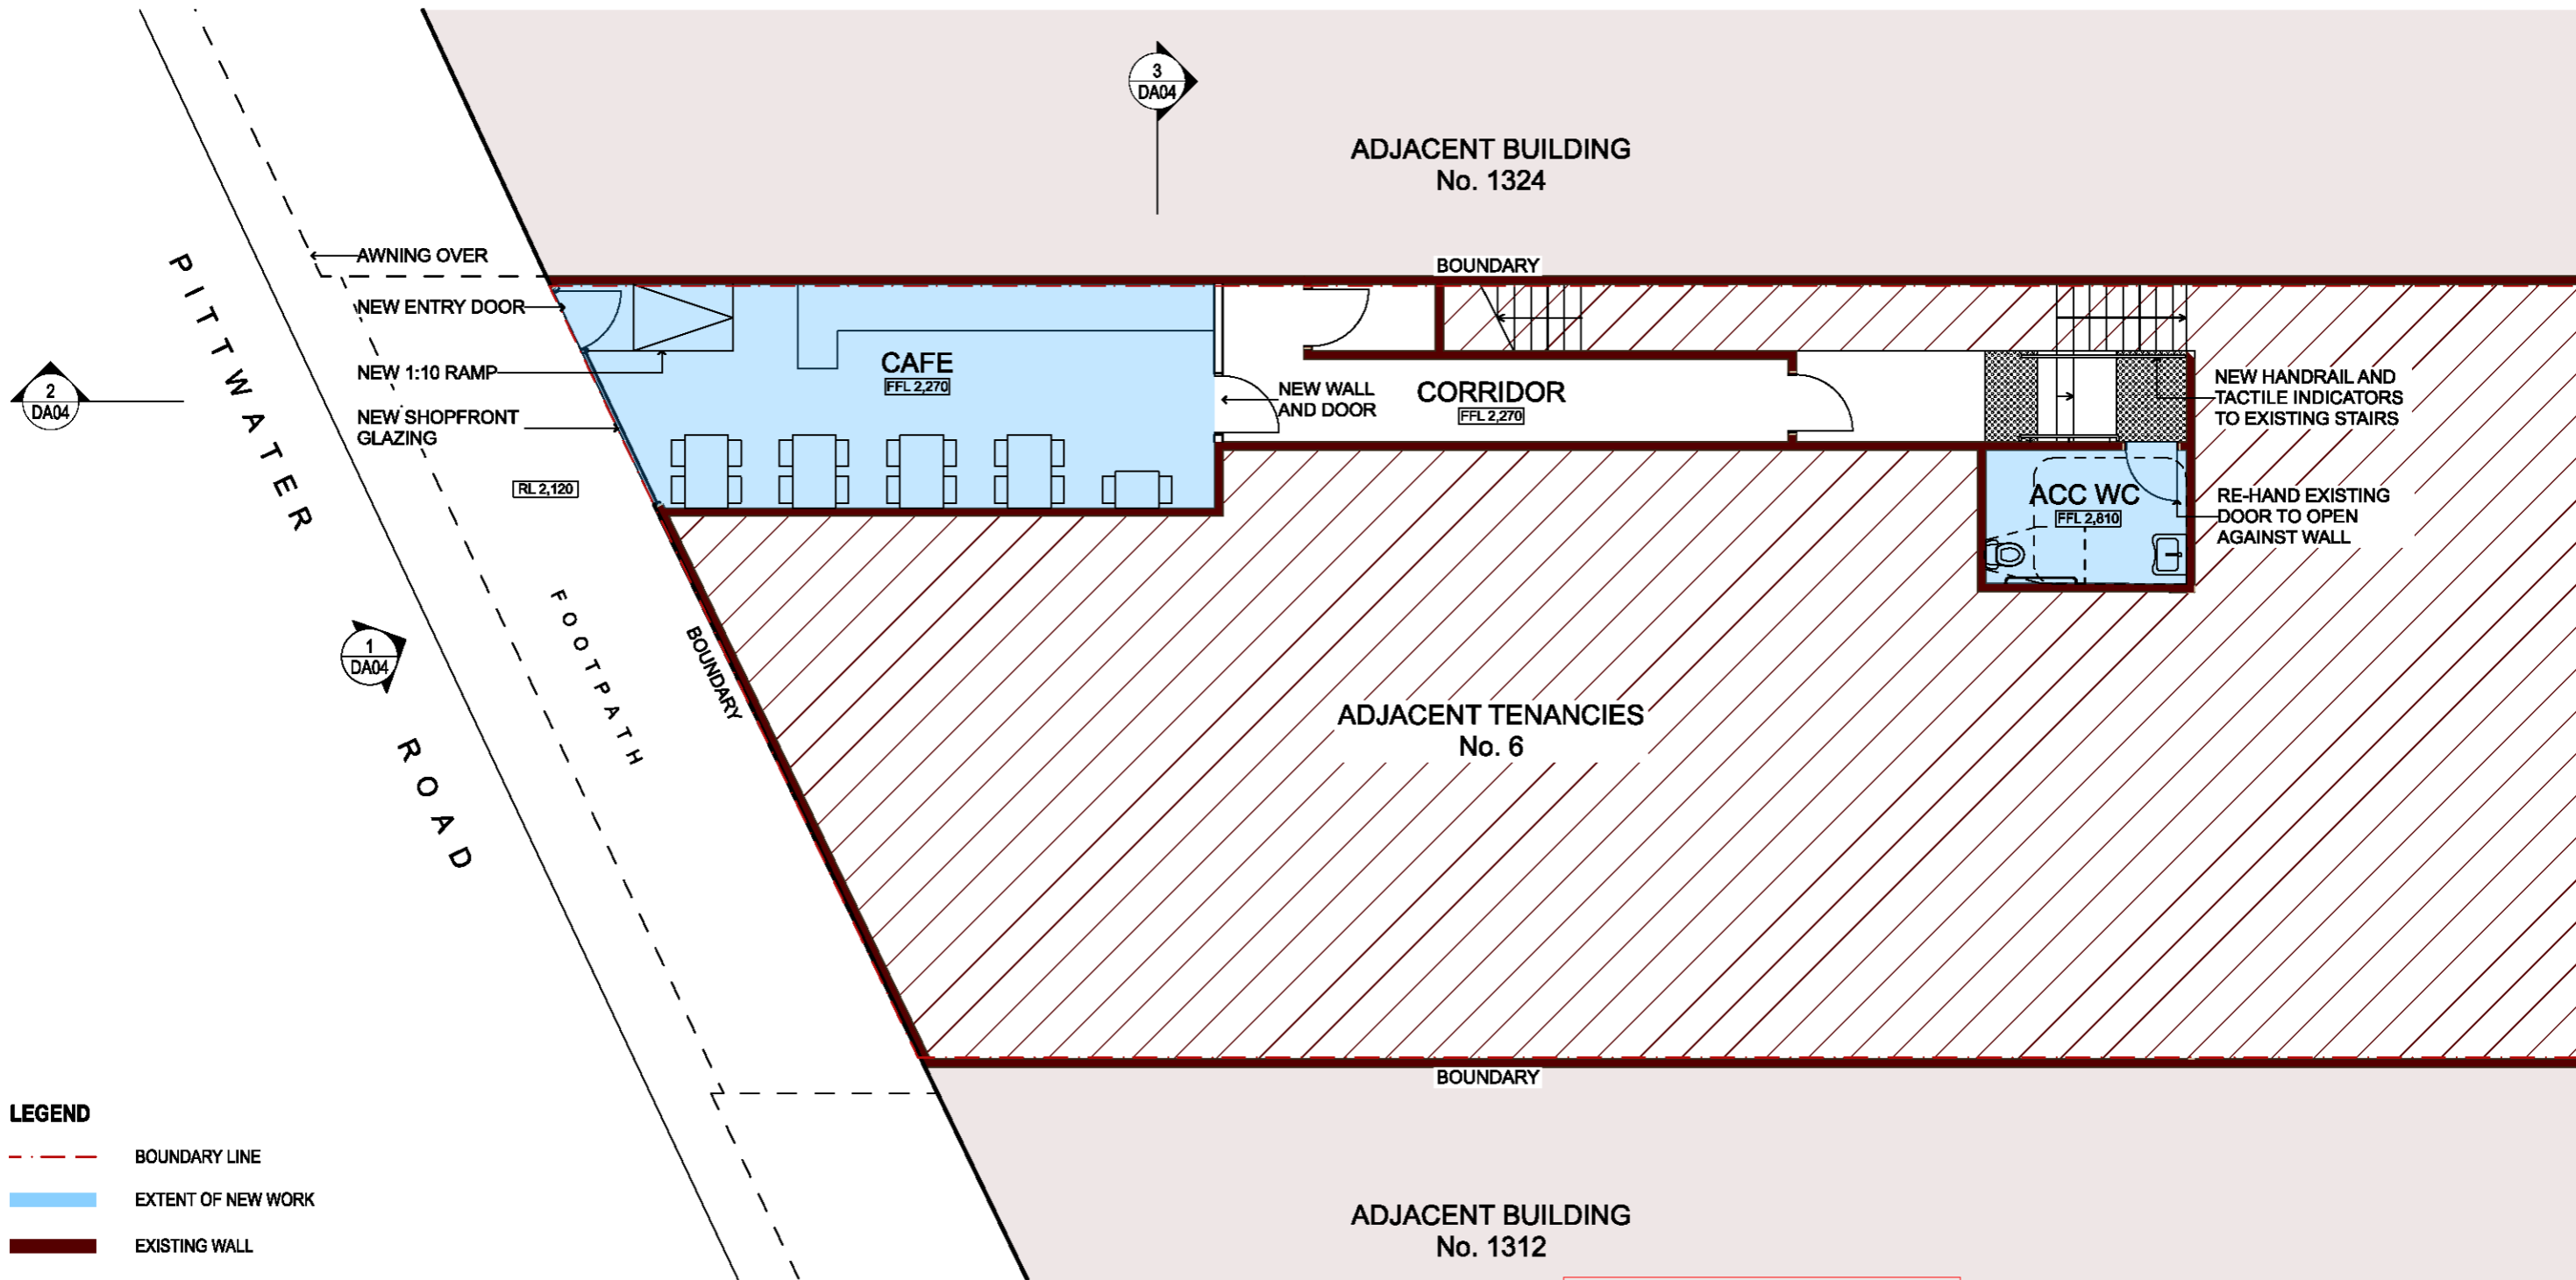 3
DA04
ADJACENT BUILDING
No. 1324
AWNING OVER
BOUNDARY
NEW ENTRY DOOR
NEW 1:10 RAMP
NEW SHOPFRONT
GLAZING
CAFE
FFL 2,270
NEW WALL
AND DOOR
CORRIDOR
FFL 2,270
NEW HANDRAIL AND
TACTILE INDICATORS
TO EXISTING STAIRS
2
DA04
PITTWATER ROAD
RL 2,120
ACC WC
FFL 2,810
RE-HAND EXISTING
DOOR TO OPEN
AGAINST WALL
FOOTPATH
1
DA04
BOUNDARY
ADJACENT TENANCIES
No. 6
BOUNDARY
LEGEND
BOUNDARY LINE
EXTENT OF NEW WORK
EXISTING WALL
ADJACENT BUILDING
No. 1312